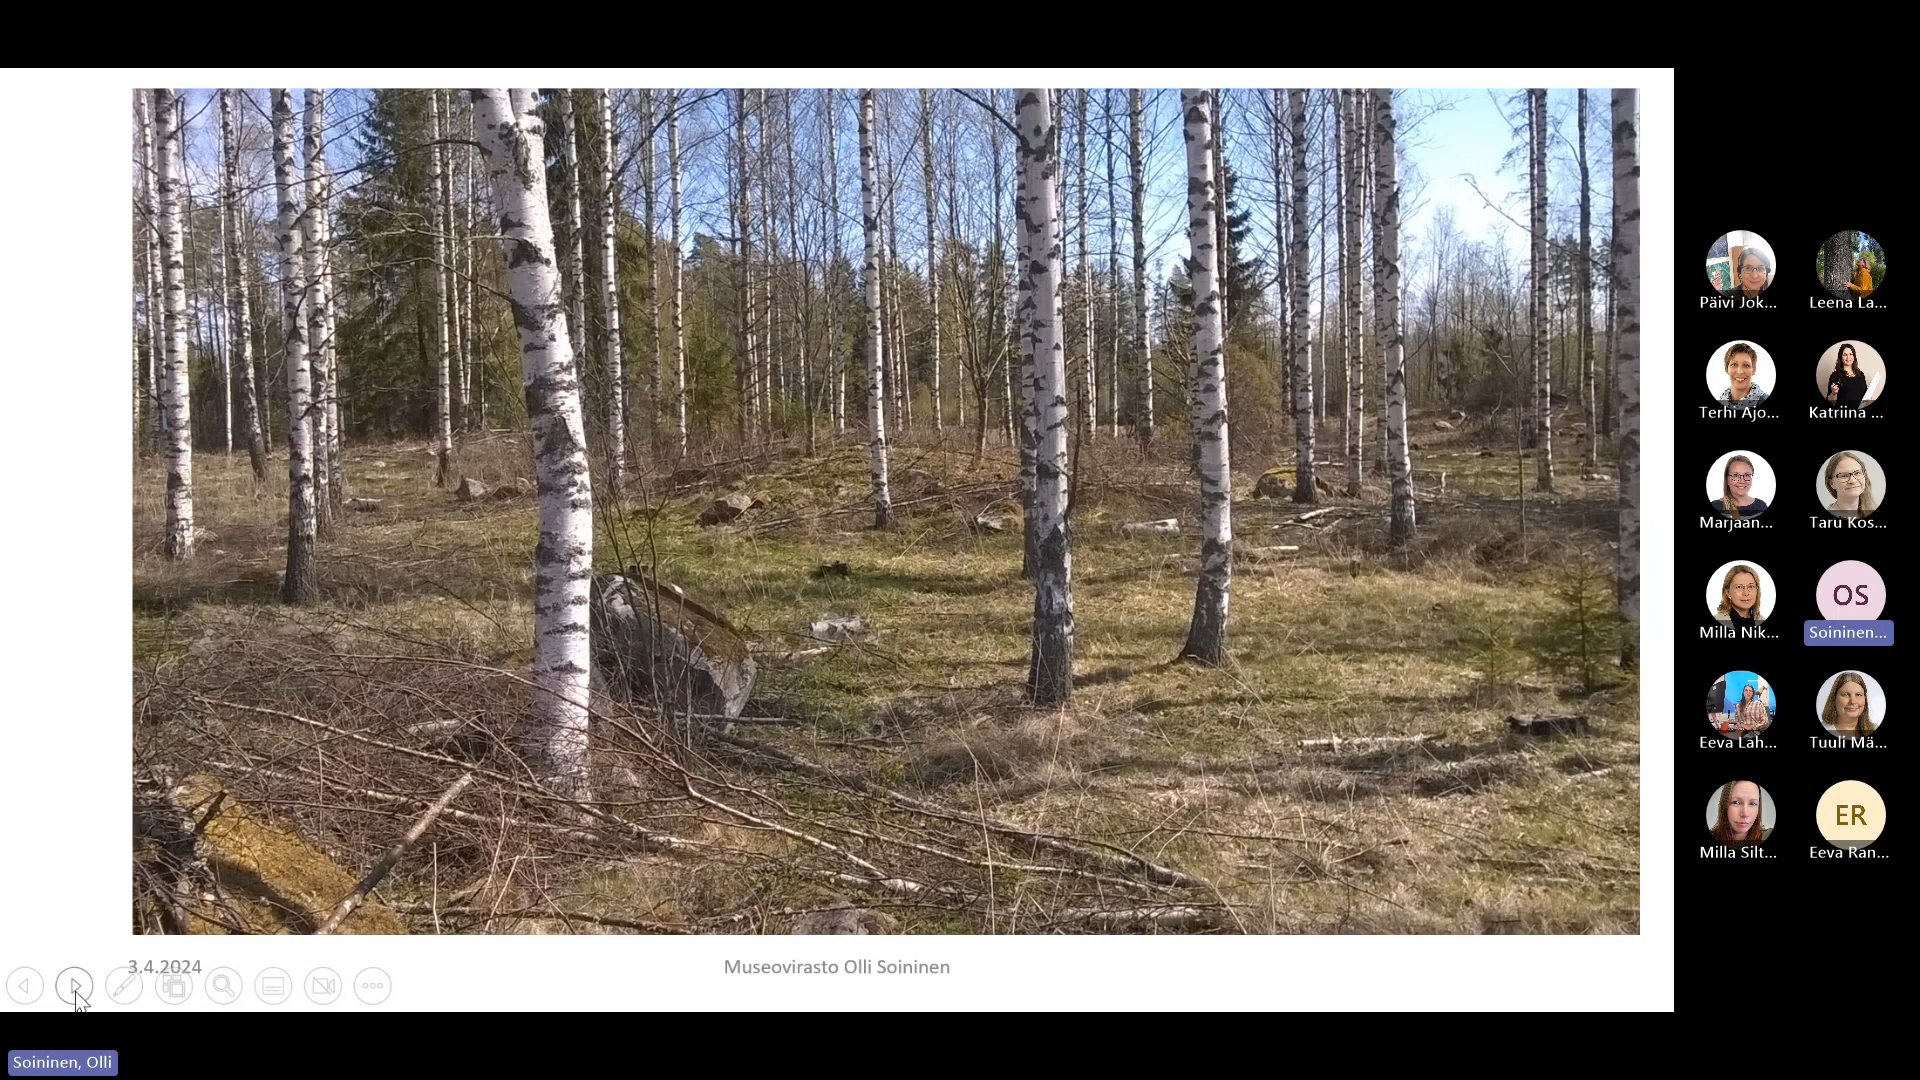 Päivi Jok...
Leena La...
Terhi Ajo...
Katriina ...
Marjaan...
Taru Kos...
Milla Nik...
OS
Soininen...
Eeva Lah...
Tuuli Mä...
Milla Silt...
ER
Eeva Ran...
3.4.2024
Museovirasto Olli Soininen
Soininen, Olli